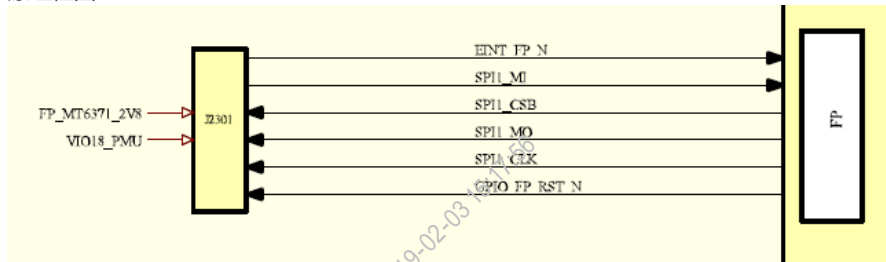 EINT_FP_N
SPI1_MI
SPI1_CSB
FP_MT6371_2V8
J2301
VIO18_PMU
SPI1_MO
SPI1_CLK
GPIO_FP_RST_N
FP